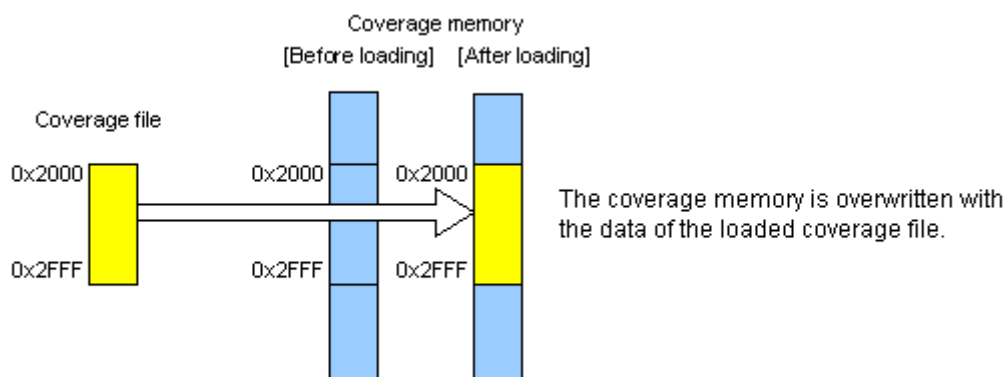 Coverage memory
[Before loading] [After loading]
Coverage file
0x2000 0x2000 0x2000
The coverage memory is overwritten with
the data of the loaded coverage file.
0x2FFF 0x2FFF 0x2FFF